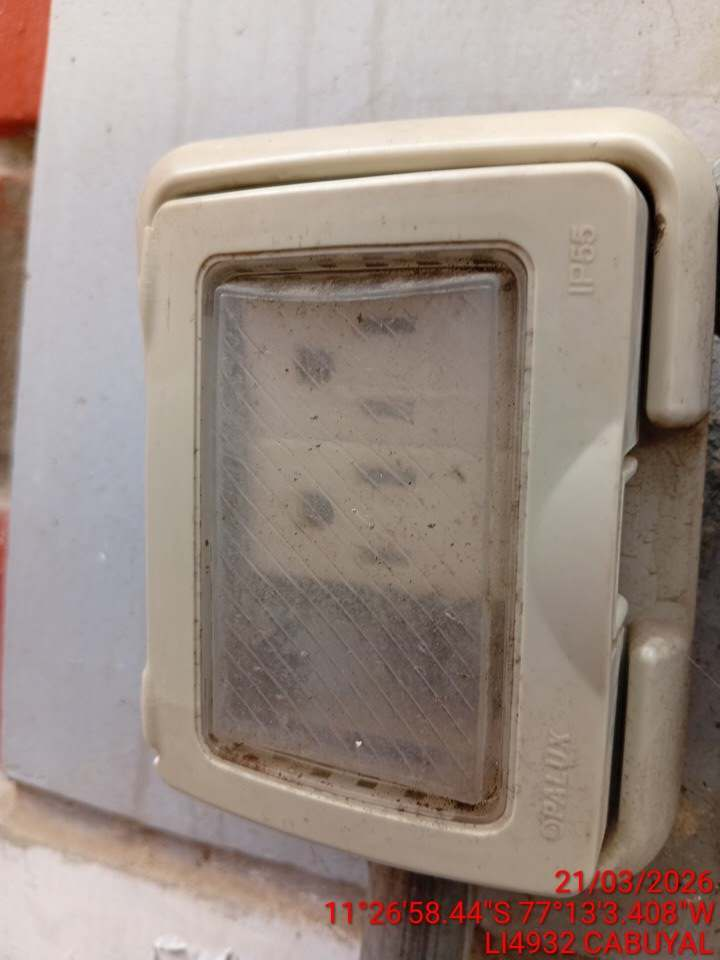 IP55
OPALUX
21/03/2026
11°26'58.44"S 77°13'3.408"W
LI4932 CABUYAL